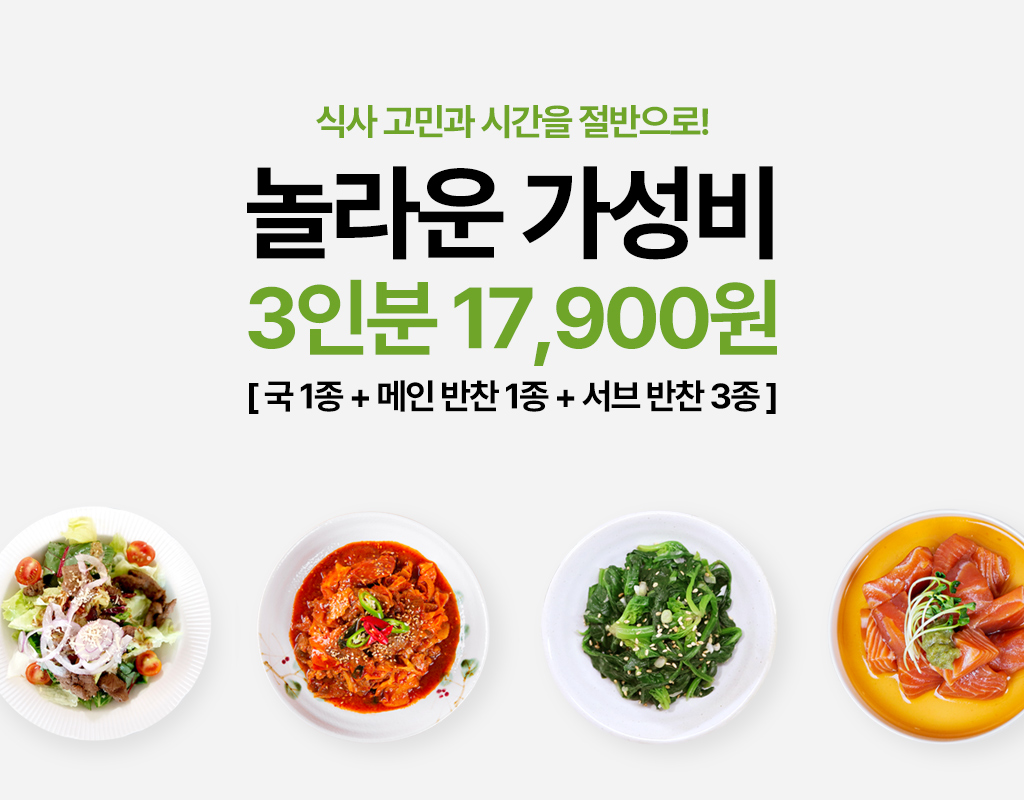 식사 고민과 시간을 절반으로!
놀라운 가성비
3인분 17,900원
[ 국 1종 + 메인 반찬 1종 + 서브 반찬 3종 ]